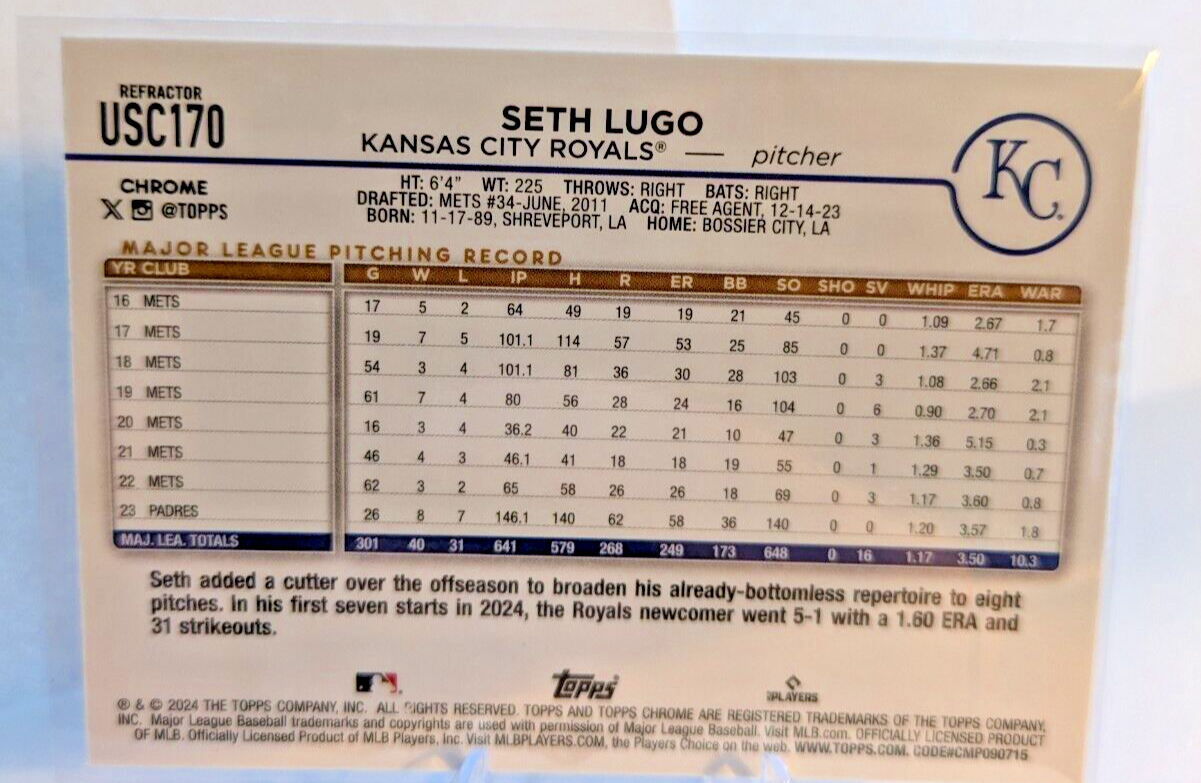 REFRACTOR
USC170
SETH LUGO
KANSAS CITY ROYALS® — pitcher
KC
CHROME
@TOPPS
HT: 6'4" WT: 225 THROWS: RIGHT BATS: RIGHT
DRAFTED: METS #34-JUNE, 2011 ACQ: FREE AGENT, 12-14-23
BORN: 11-17-89, SHREVEPORT, LA HOME: BOSSIER CITY, LA
MAJOR LEAGUE PITCHING RECORD
YR CLUB G W L IP H R ER BB SO SHO SV WHIP ERA WAR
16 METS 17 5 2 64 49 19 19 21 45 0 0 1.09 2.67 1.7
17 METS 19 7 5 101.1 114 57 53 25 85 0 0 1.37 4.71 0.8
18 METS 54 3 4 101.1 81 36 30 28 103 0 3 1.08 2.66 2.1
19 METS 61 7 4 80 56 28 24 16 104 0 6 0.90 2.70 2.1
20 METS 16 3 4 36.2 40 22 21 10 47 0 3 1.36 5.15 0.3
21 METS 46 4 3 46.1 41 18 18 19 55 0 1 1.29 3.50 0.7
22 METS 62 3 2 65 58 26 26 18 69 0 3 1.17 3.60 0.8
23 PADRES 26 8 7 146.1 140 62 58 36 140 0 0 1.20 3.57 1.8
MAJ. LEA. TOTALS 301 40 31 641 579 268 249 173 648 0 16 1.17 3.50 10.3
Seth added a cutter over the offseason to broaden his already-bottomless repertoire to eight
pitches. In his first seven starts in 2024, the Royals newcomer went 5-1 with a 1.60 ERA and
31 strikeouts.
Topps
PLAYERS
® & © 2024 THE TOPPS COMPANY, INC. ALL RIGHTS RESERVED. TOPPS AND TOPPS CHROME ARE REGISTERED TRADEMARKS OF THE TOPPS COMPANY,
INC. Major League Baseball trademarks and copyrights are used with permission of Major League Baseball. Visit MLB.com. OFFICIALLY LICENSED PRODUCT
OF MLB. Officially Licensed Product of MLB Players, Inc. Visit MLBPLAYERS.COM, the Players Choice on the web. WWW.TOPPS.COM. CODE#CMP090715